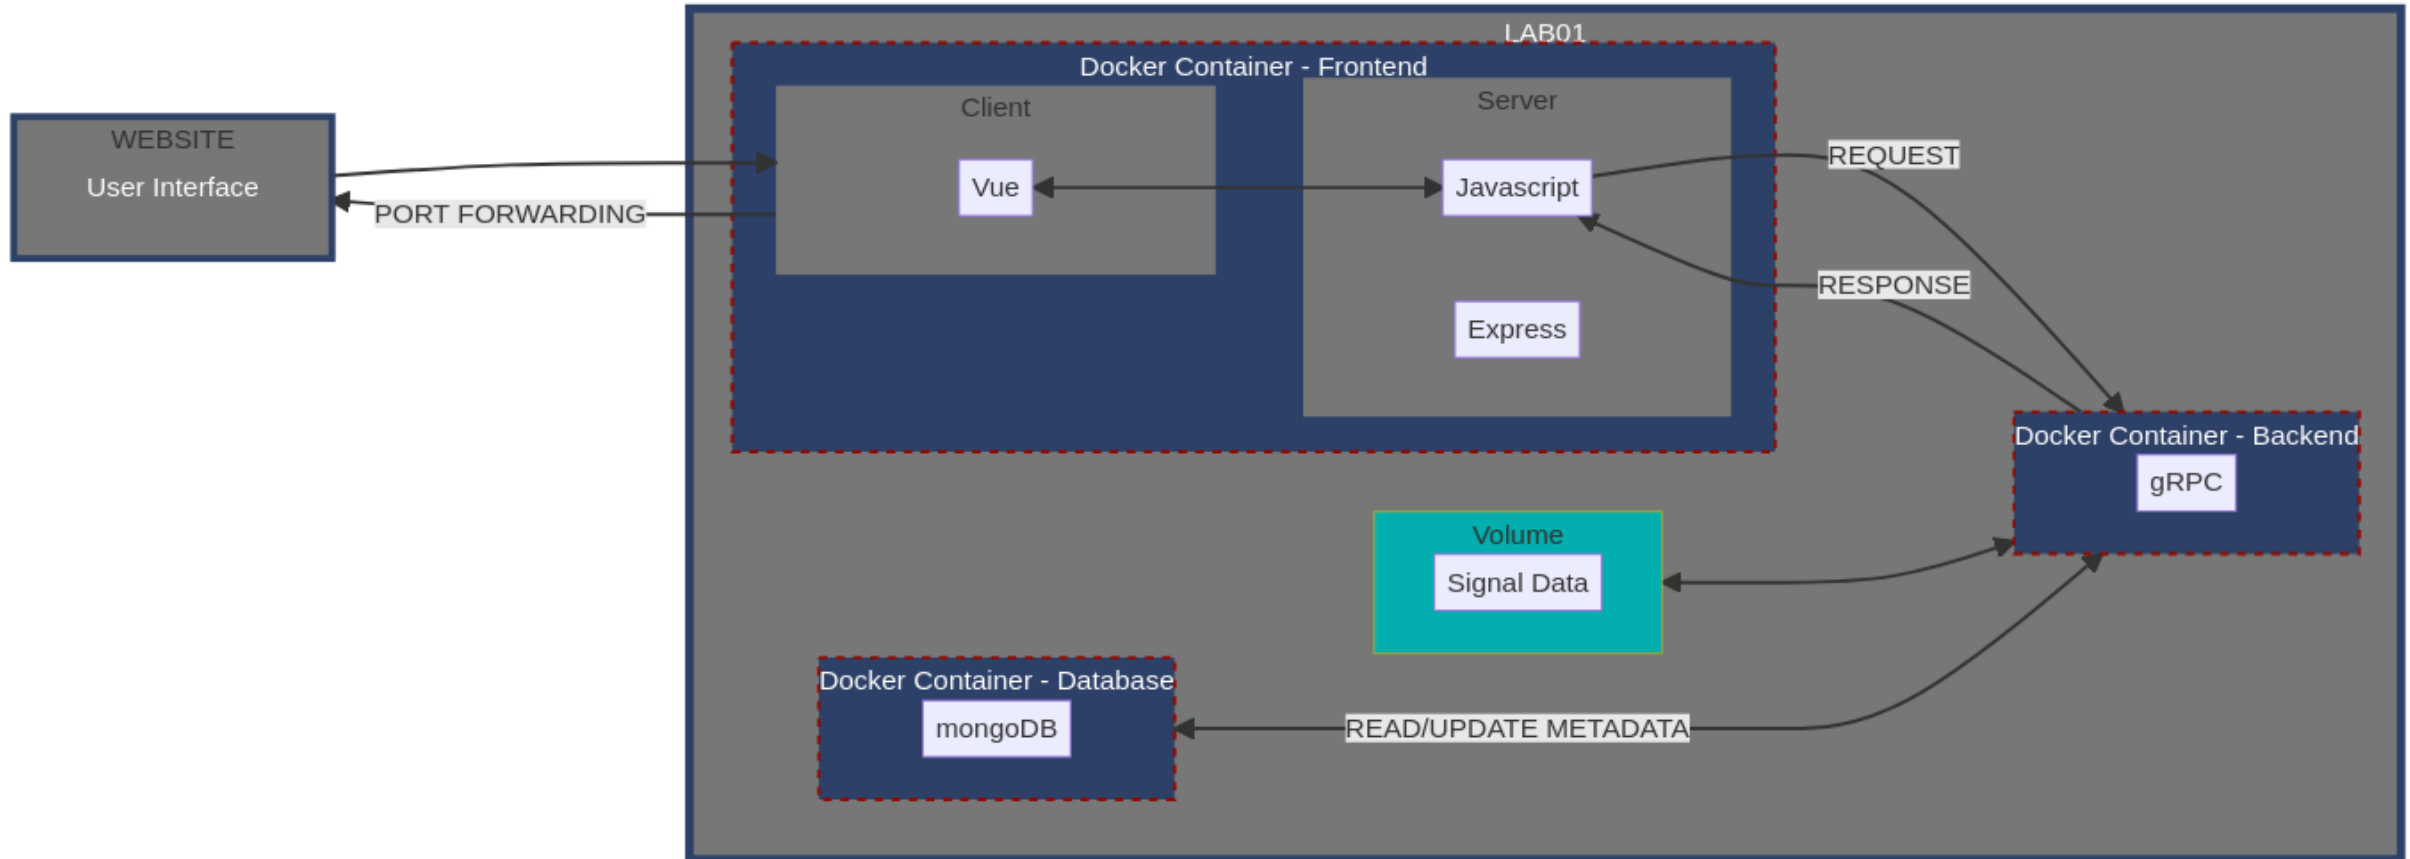 LAB01
Docker Container - Frontend
Client
Server
WEBSITE
User Interface
Vue
Javascript
REQUEST
PORT FORWARDING
RESPONSE
Express
Docker Container - Backend
gRPC
Volume
Signal Data
Docker Container - Database
mongoDB
READ/UPDATE METADATA